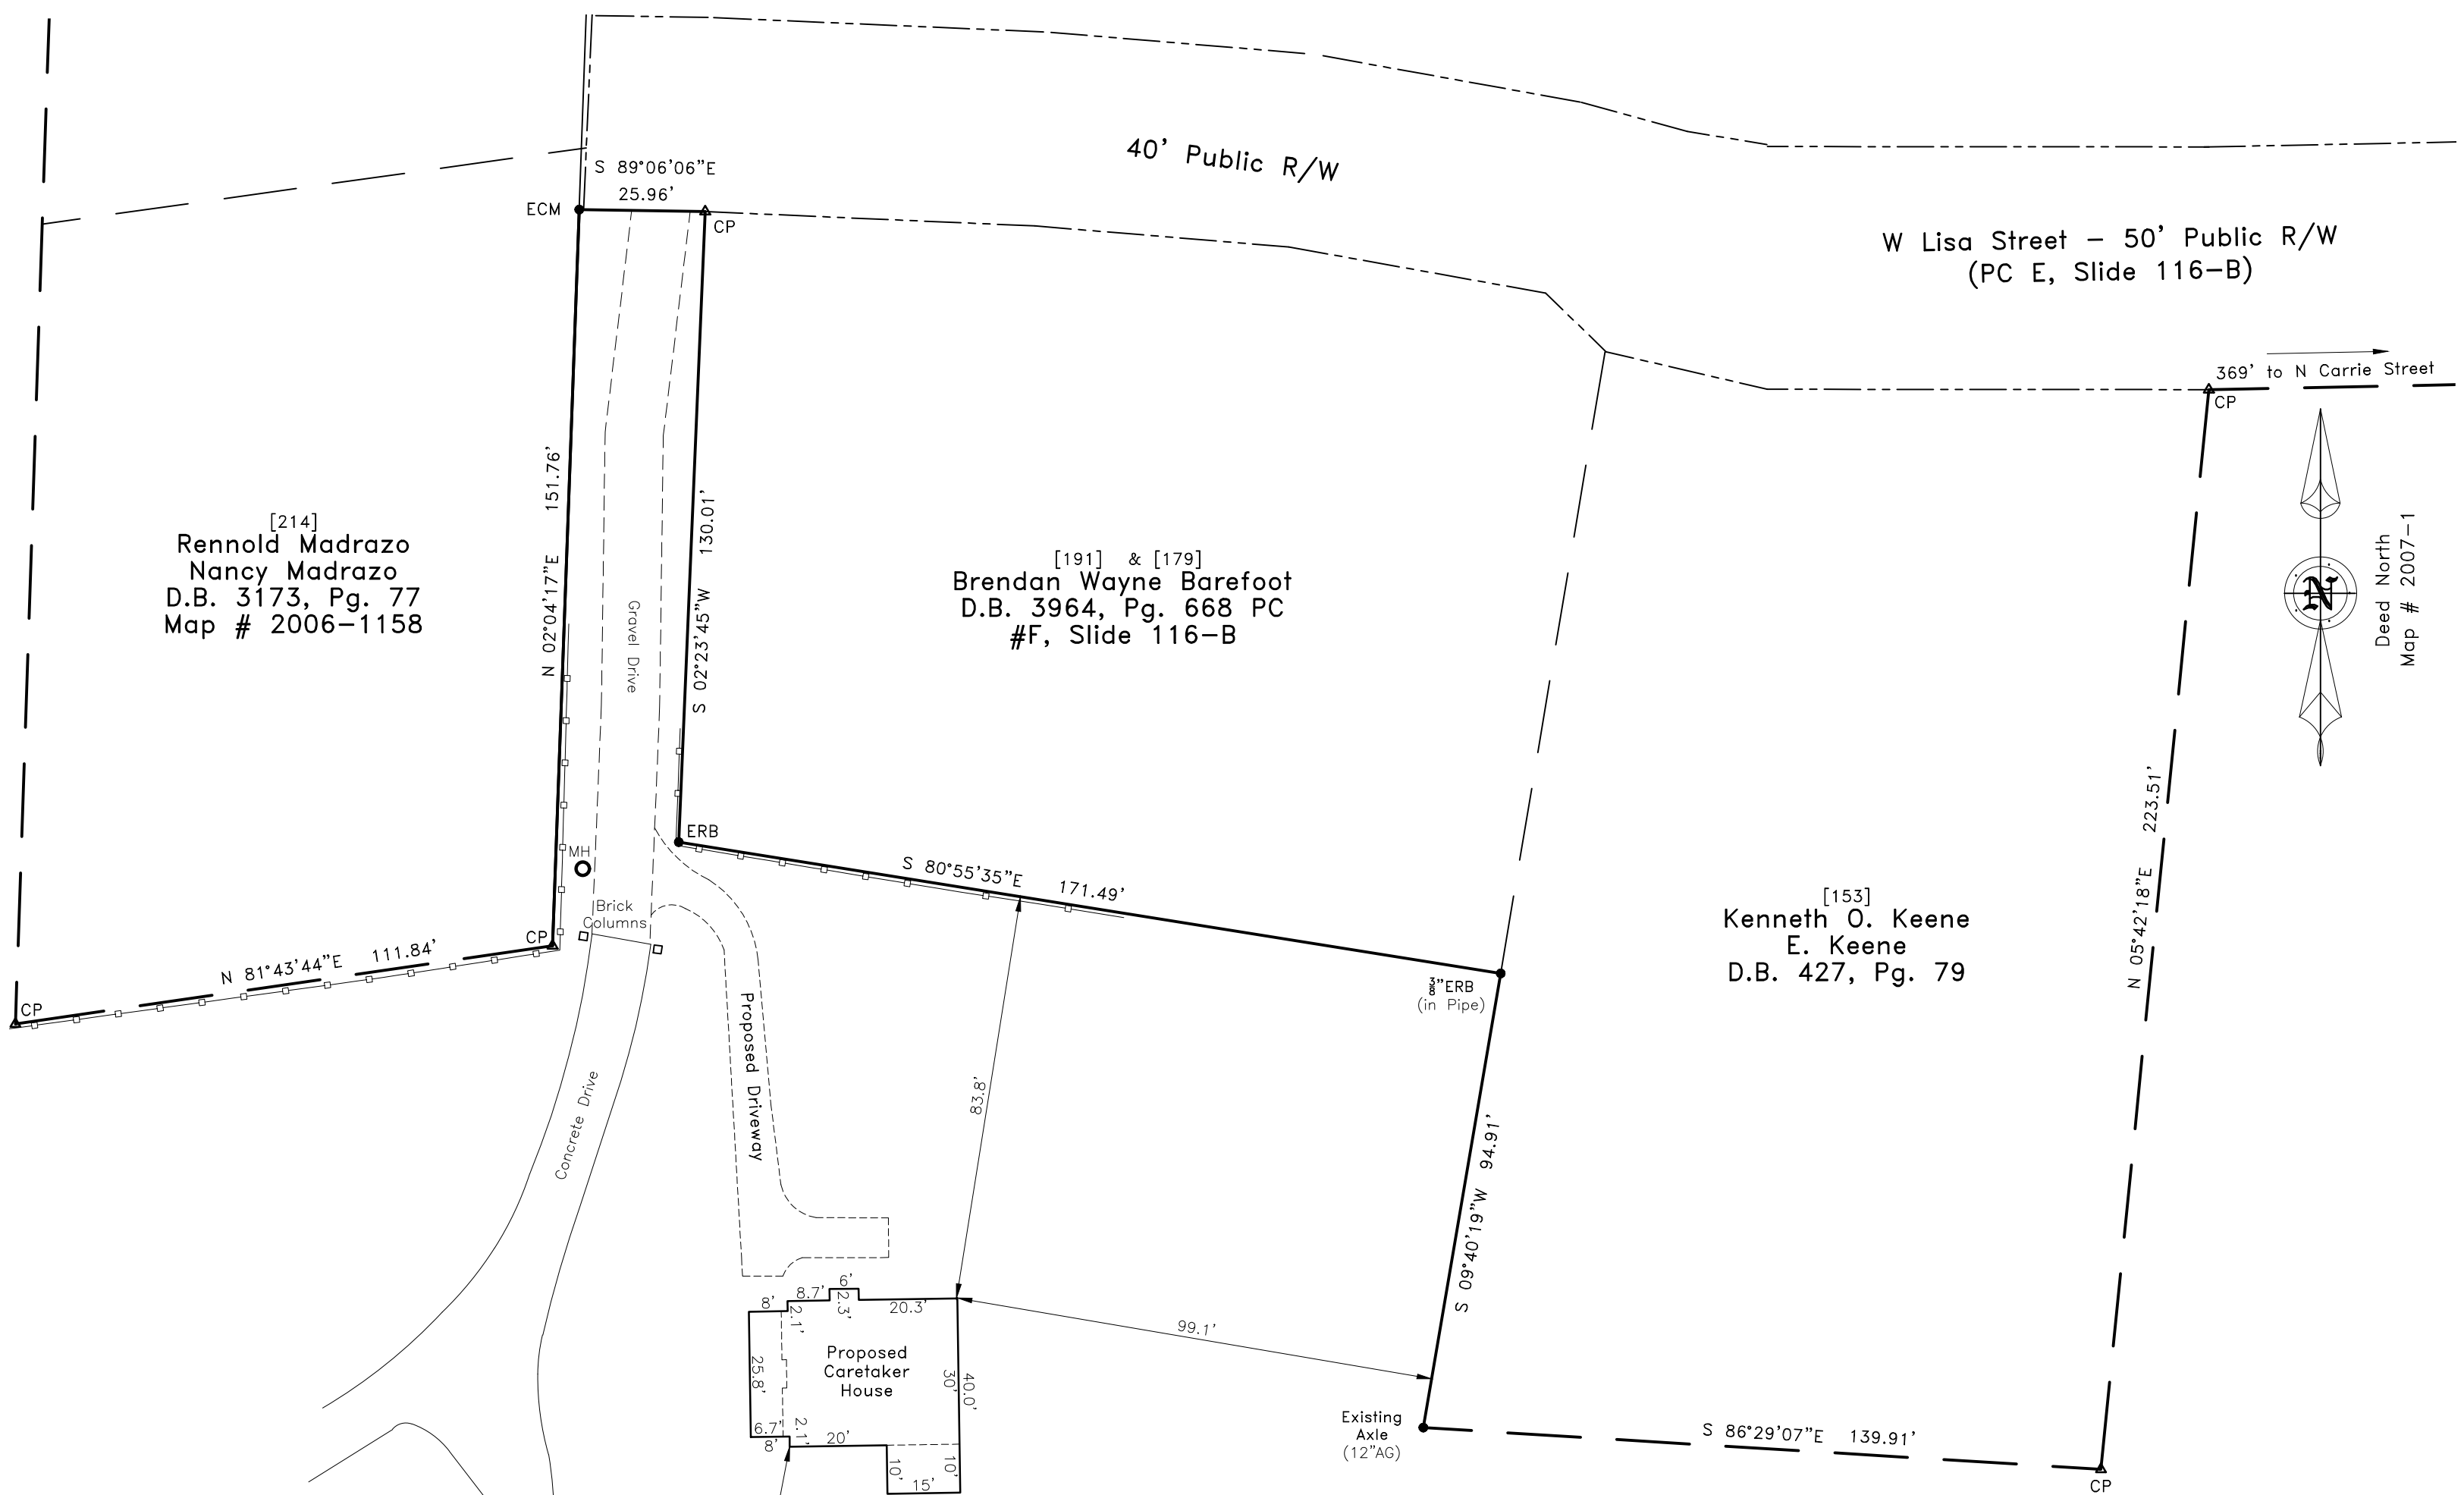 40' Public R/W
S 89°06'06"E
25.96'
ECM
CP
W Lisa Street – 50' Public R/W
(PC E, Slide 116–B)
369' to N Carrie Street
CP
N
Deed North
Map # 2007–1
[214]
Rennold Madrazo
Nancy Madrazo
D.B. 3173, Pg. 77
Map # 2006–1158
N 02°04'17"E 151.76'
Gravel Drive
S 02°23'45"W 130.01'
[191] & [179]
Brendan Wayne Barefoot
D.B. 3964, Pg. 668 PC
#F, Slide 116–B
N 05°42'18"E 223.51'
ERB
MH
S 80°55'35"E 171.49'
Brick
Columns
CP
N 81°43'44"E 111.84'
CP
[153]
Kenneth O. Keene
E. Keene
D.B. 427, Pg. 79
3/8"ERB
(in Pipe)
Proposed Driveway
Concrete Drive
83.8'
S 09°40'19"W 94.91'
99.1'
8'
8.7'
6'
2.3'
2.1'
20.3'
Proposed
Caretaker
House
25.8'
30'
40.0'
6.7'
8'
2.1'
20'
10'
10'
15'
Existing
Axle
(12"AG)
S 86°29'07"E 139.91'
CP